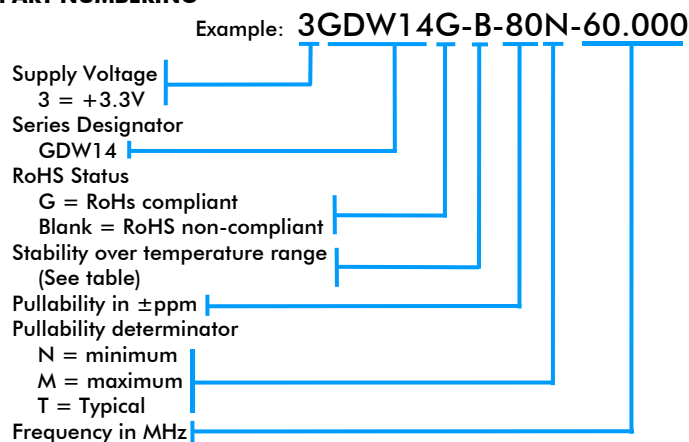 PART NUMBERING
Example: 3GDW14G-B-80N-60.000
Supply Voltage
3 = +3.3V
Series Designator
GDW14
RoHS Status
G = RoHs compliant
Blank = RoHS non-compliant
Stability over temperature range
(See table)
Pullability in ±ppm
Pullability determinator
N = minimum
M = maximum
T = Typical
Frequency in MHz